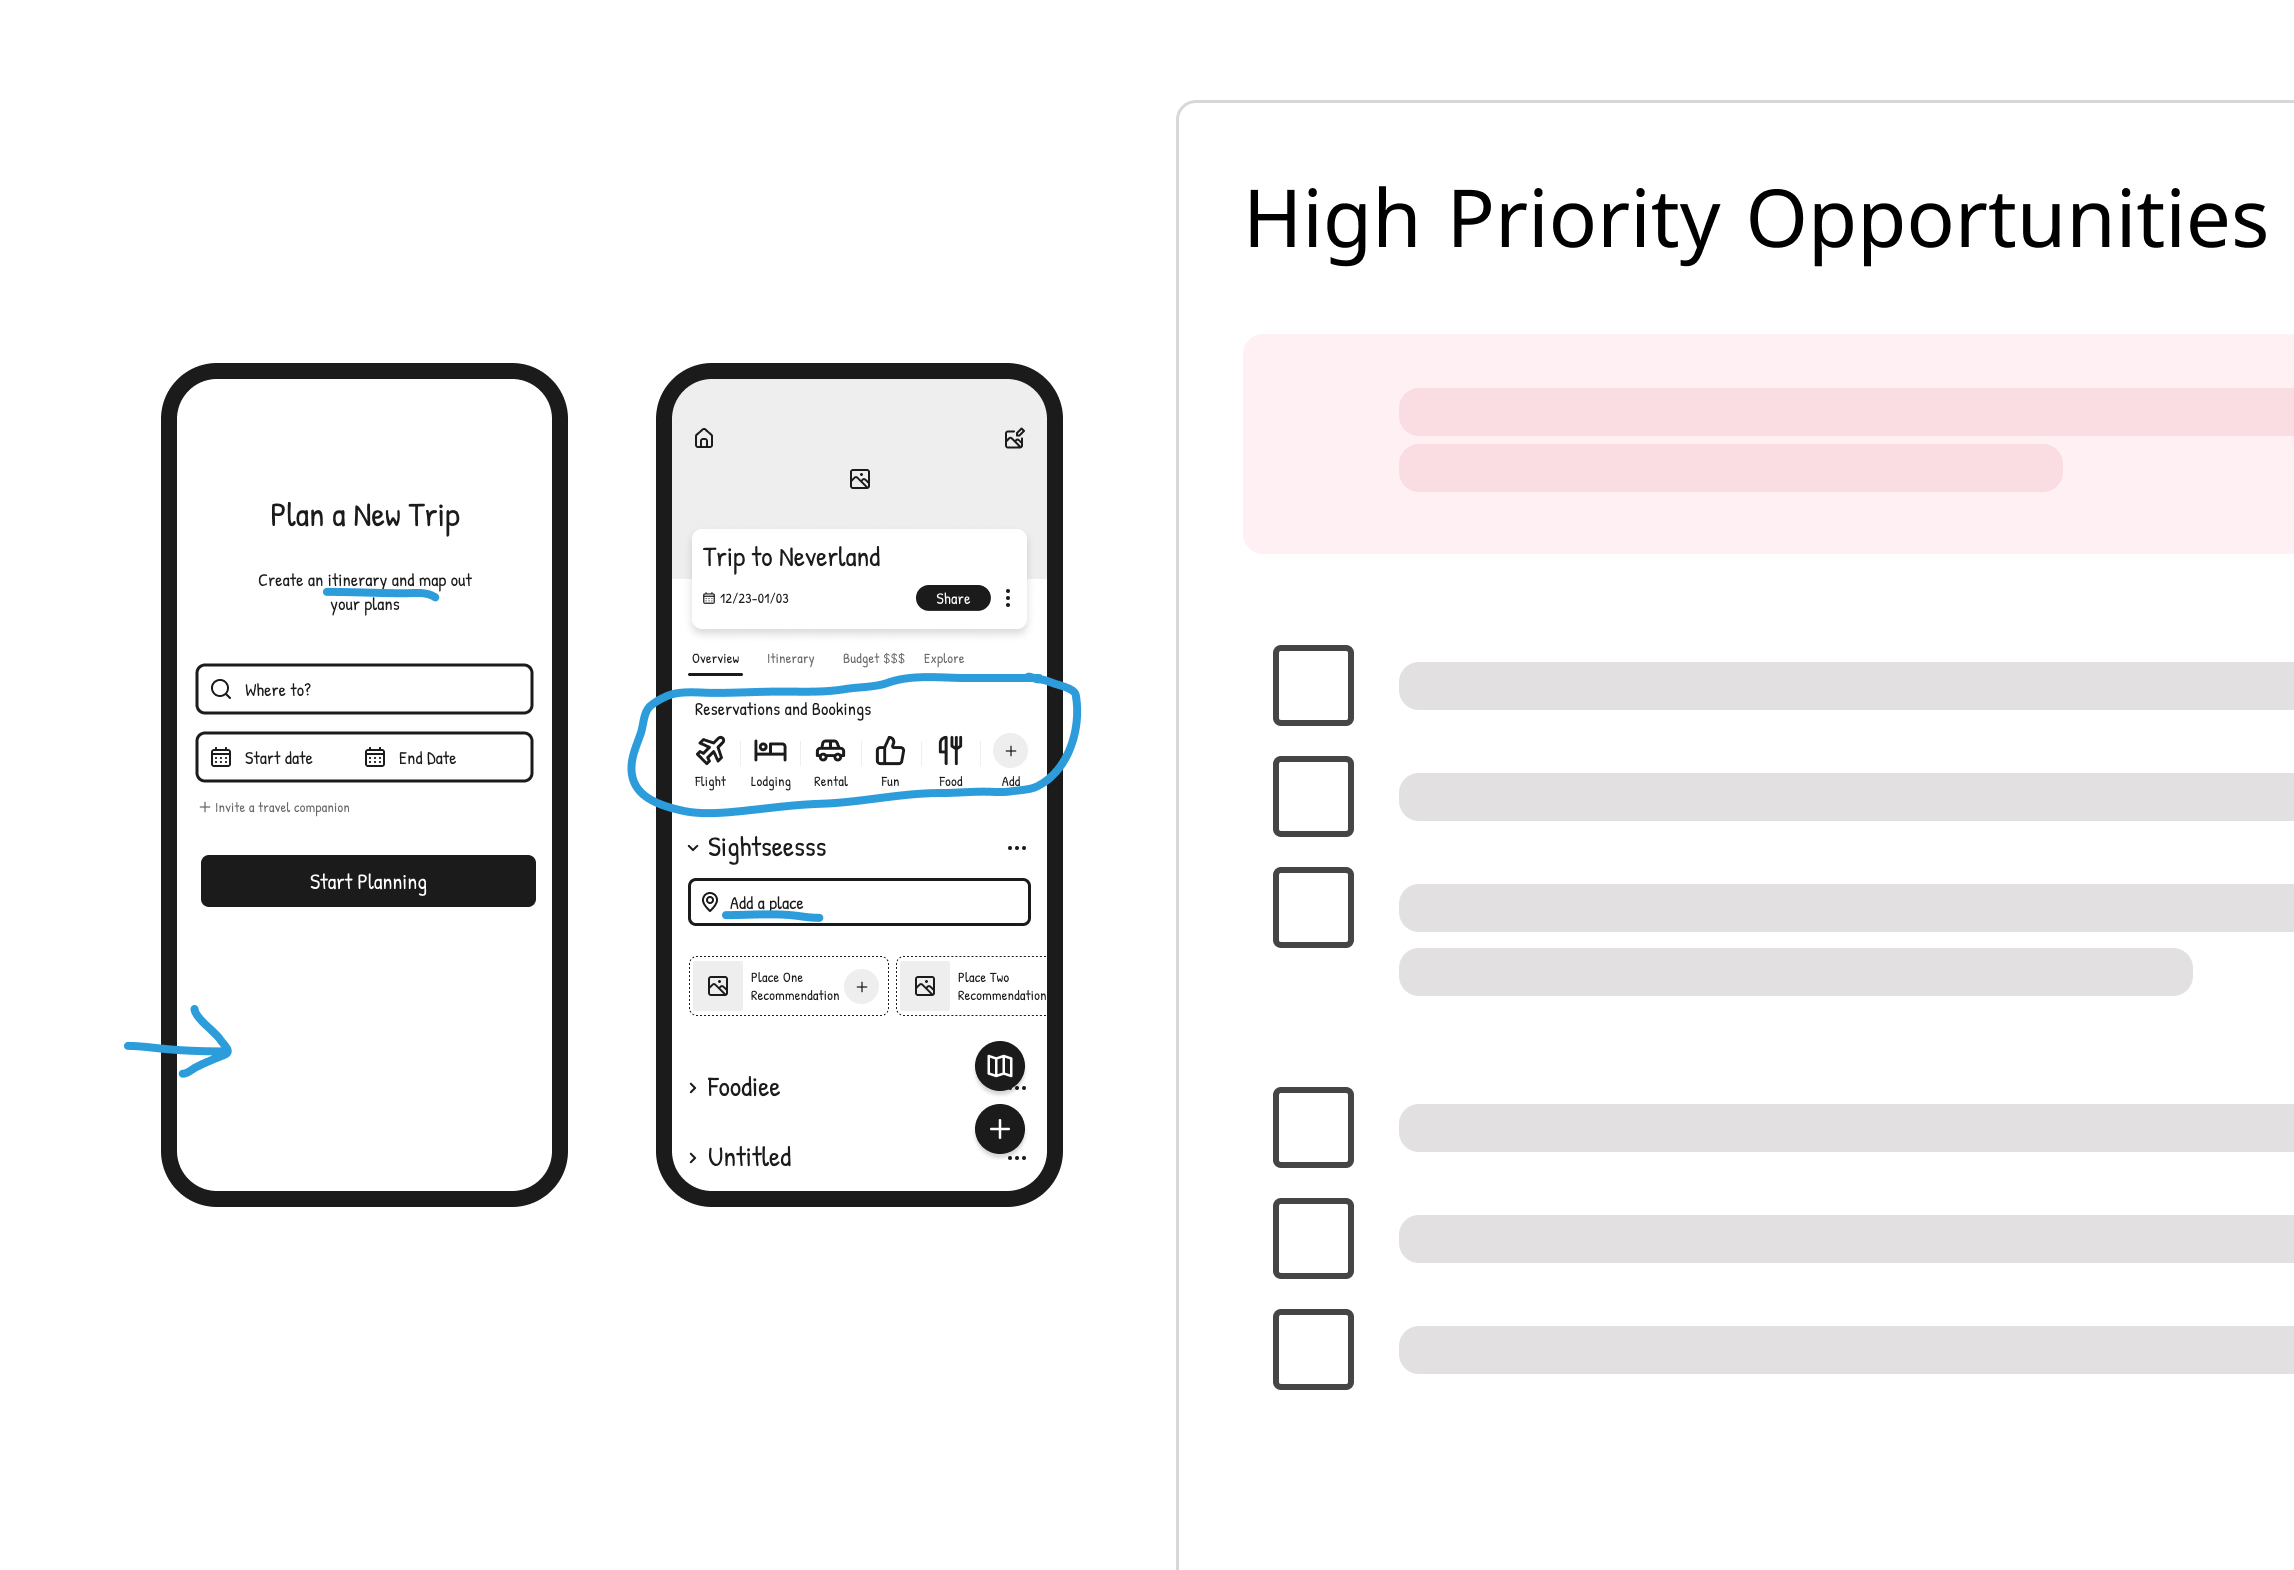 Plan a New Trip
Create an itinerary and map out
your plans
Where to?
Start date
End Date
Invite a travel companion
Start Planning
Trip to Neverland
12/23-01/03
Share
Overview
Itinerary
Budget $$$
Explore
Reservations and Bookings
Flight
Lodging
Rental
Fun
Food
Add
Sightseesss
Add a place
Place One
Recommendation
Place Two
Recommendation
Foodiee
Untitled
High Priority Opportunities